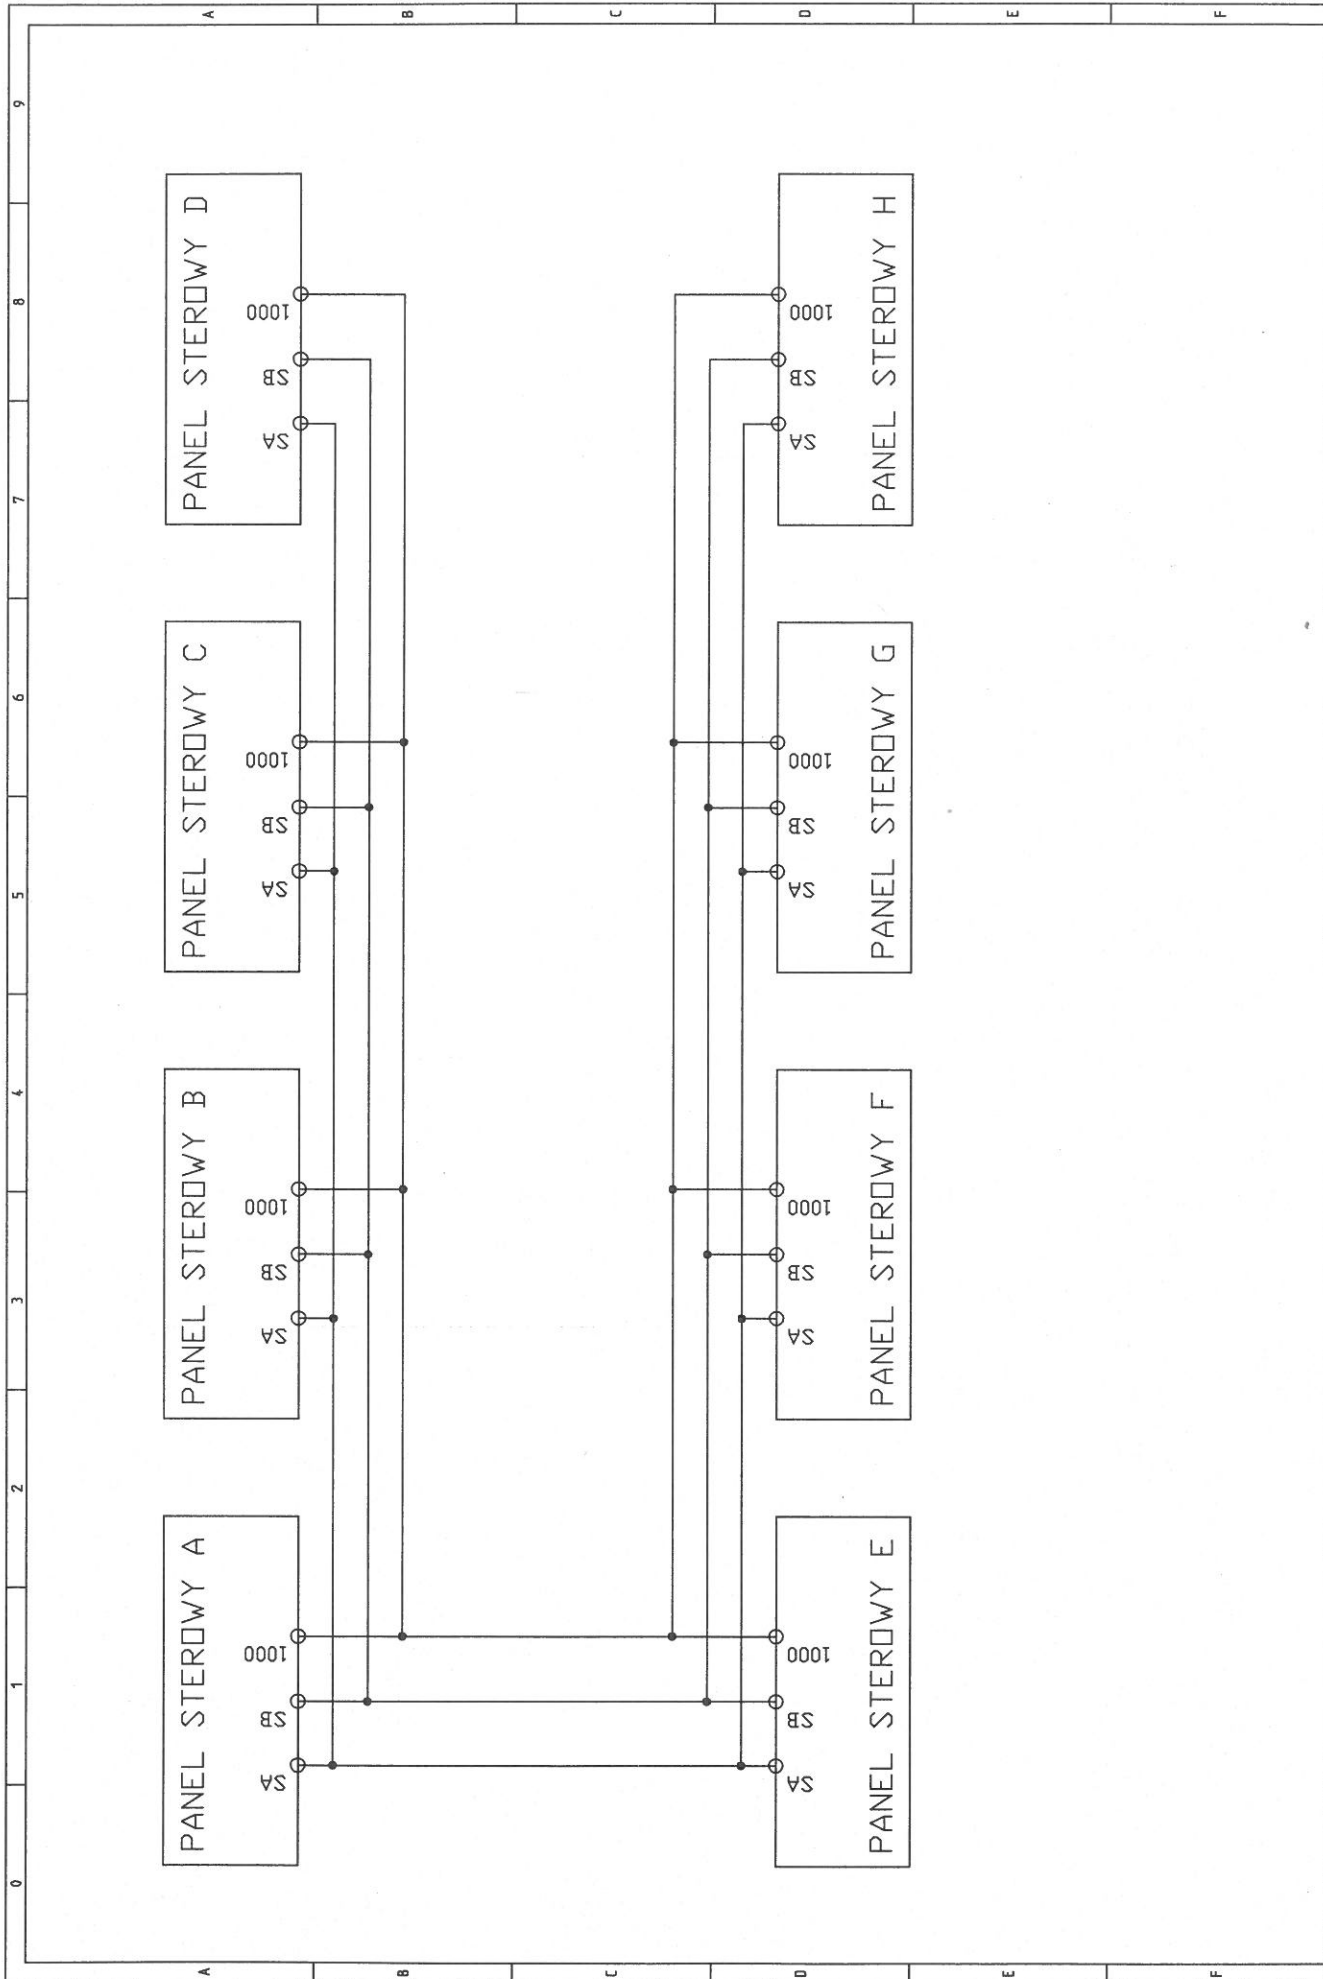 0 1 2 3 4 5 6 7 8 9
A
B
C
D
E
F
PANEL STEROWY A
SA SB 1000
PANEL STEROWY B
SA SB 1000
PANEL STEROWY C
SA SB 1000
PANEL STEROWY D
SA SB 1000
PANEL STEROWY E
SA SB 1000
PANEL STEROWY F
SA SB 1000
PANEL STEROWY G
SA SB 1000
PANEL STEROWY H
SA SB 1000
A
B
C
D
E
F